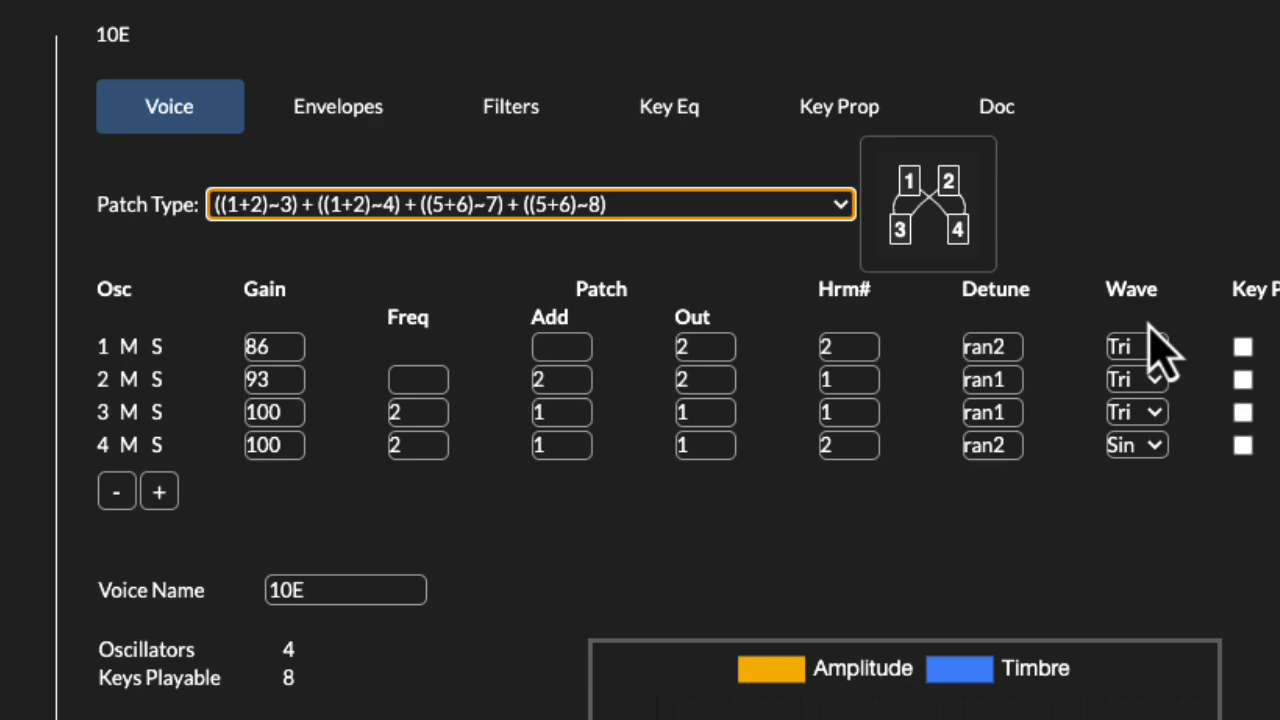 10E
Voice Envelopes Filters Key Eq Key Prop Doc
1 2
Patch Type: ((1+2)~3) + ((1+2)~4) + ((5+6)~7) + ((5+6)~8)
3 4
Osc Gain Patch Hrm# Detune Wave Key P
Freq Add Out
1 M S 86 2 2 ran2 Tri
2 M S 93 2 2 1 ran1 Tri
3 M S 100 2 1 1 1 ran1 Tri
4 M S 100 2 1 1 2 ran2 Sin
- +
Voice Name 10E
Oscillators 4
Keys Playable 8
Amplitude Timbre